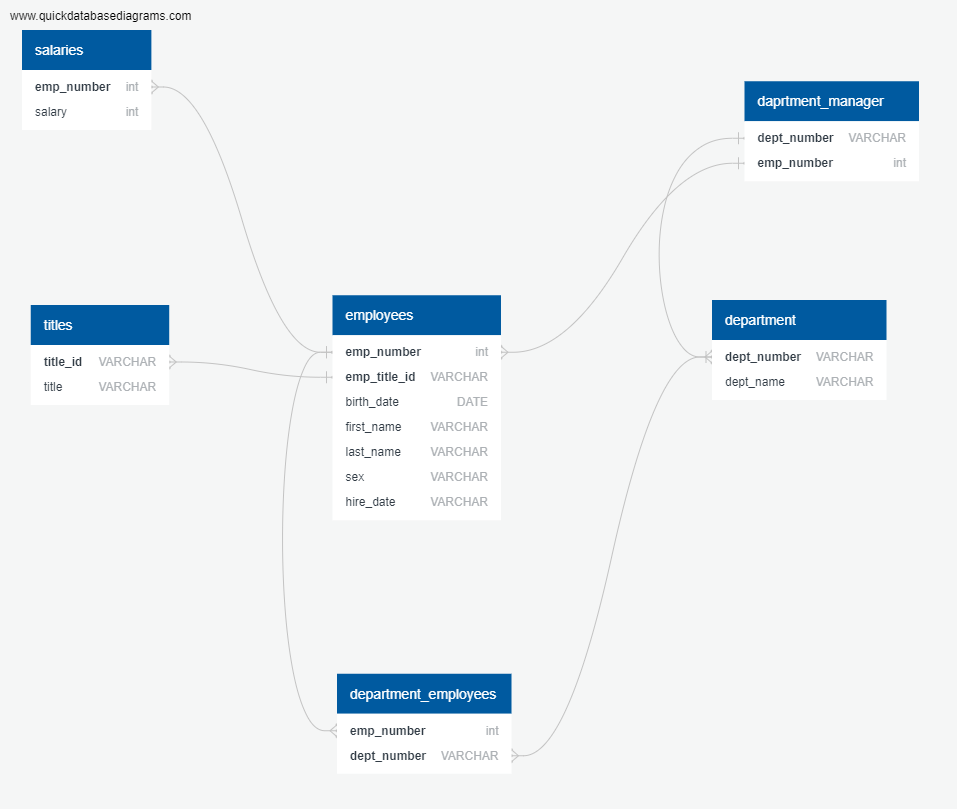 www.quickdatabasediagrams.com
salaries
emp_number int
salary int
daprtment_manager
dept_number VARCHAR
emp_number int
titles
title_id VARCHAR
title VARCHAR
employees
emp_number int
emp_title_id VARCHAR
birth_date DATE
first_name VARCHAR
last_name VARCHAR
sex VARCHAR
hire_date VARCHAR
department
dept_number VARCHAR
dept_name VARCHAR
department_employees
emp_number int
dept_number VARCHAR